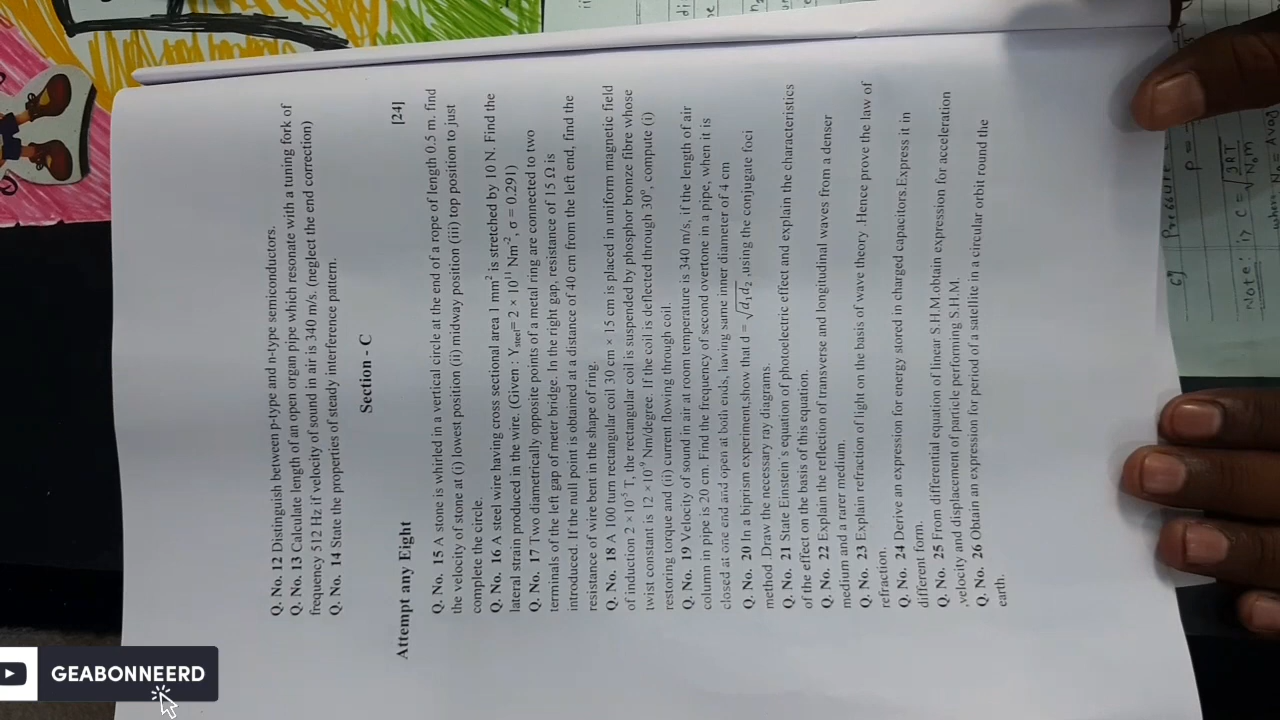 Q. No. 12 Distinguish between p-type and n-type semiconductors.
Q. No. 13 Calculate length of an open organ pipe which resonate with a tuning fork of
frequency 512 Hz if velocity of sound in air is 340 m/s. (neglect the end correction)
Q. No. 14 State the properties of steady interference pattern.
Section - C
Attempt any Eight [24]
Q. No. 15 A stone is whirled in a vertical circle at the end of a rope of length 0.5 m. find
the velocity of stone at (i) lowest position (ii) midway position (iii) top position to just
complete the circle.
Q. No. 16 A steel wire having cross sectional area 1 mm² is stretched by 10 N. Find the
lateral strain produced in the wire. (Given : Ysteel= 2 × 10¹¹ Nm⁻², σ = 0.291)
Q. No. 17 Two diametrically opposite points of a metal ring are connected to two
terminals of the left gap of meter bridge. In the right gap, resistance of 15 Ω is
introduced. If the null point is obtained at a distance of 40 cm from the left end, find the
resistance of wire bent in the shape of ring.
Q. No. 18 A 100 turn rectangular coil 30 cm × 15 cm is placed in uniform magnetic field
of induction 2 × 10⁻⁵ T, the rectangular coil is suspended by phosphor bronze fibre whose
twist constant is 12 × 10⁻⁹ Nm/degree. If the coil is deflected through 30⁰, compute (i)
restoring torque and (ii) current flowing through coil.
Q. No. 19 Velocity of sound in air at room temperature is 340 m/s, if the length of air
column in pipe is 20 cm. Find the frequency of second overtone in a pipe, when it is
closed at one end and open at both ends, having same inner diameter of 4 cm
Q. No. 20 In a biprism experiment,show that d = √d₁d₂ ,using the conjugate foci
method .Draw the necessary ray diagrams.
Q. No. 21 State Einstein's equation of photoelectric effect and explain the characteristics
of the effect on the basis of this equation.
Q. No. 22 Explain the reflection of transverse and longitudinal waves from a denser
medium and a rarer medium.
Q. No. 23 Explain refraction of light on the basis of wave theory .Hence prove the law of
refraction.
Q. No. 24 Derive an expression for energy stored in charged capacitors.Express it in
different form.
Q. No. 25 From differential equation of linear S.H.M.obtain expression for acceleration
,velocity and displacement of particle performing S.H.M.
Q. No. 26 Obtain an expression for period of a satellite in a circular orbit round the
earth.
Note: i> C = √3RT
GEABONNEERD